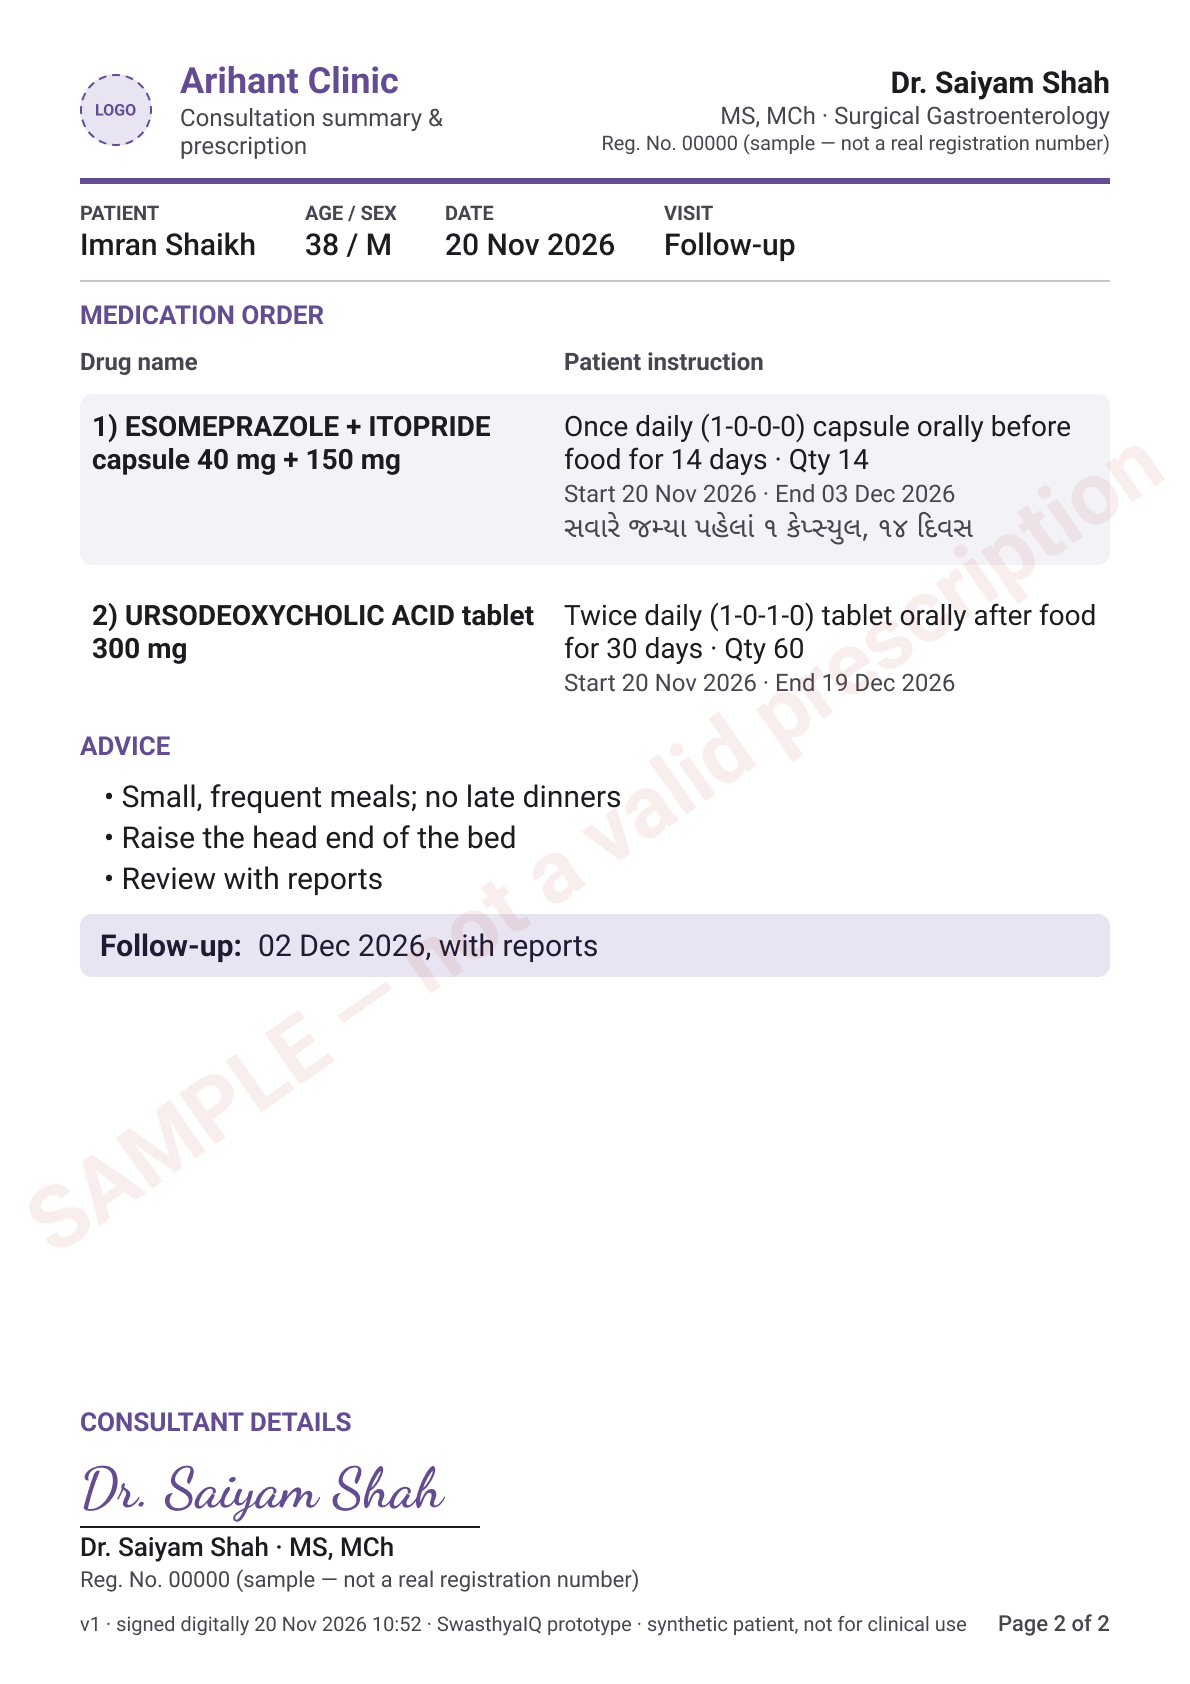 LOGO
Arihant Clinic
Consultation summary &
prescription
Dr. Saiyam Shah
MS, MCh · Surgical Gastroenterology
Reg. No. 00000 (sample — not a real registration number)
PATIENT
Imran Shaikh
AGE / SEX
38 / M
DATE
20 Nov 2026
VISIT
Follow-up
MEDICATION ORDER
Drug name
Patient instruction
1) ESOMEPRAZOLE + ITOPRIDE
capsule 40 mg + 150 mg
Once daily (1-0-0-0) capsule orally before
food for 14 days · Qty 14
Start 20 Nov 2026 · End 03 Dec 2026
સવારે જમ્યા પહેલાં ૧ કેપ્સ્યુલ, ૧૪ દિવસ
2) URSODEOXYCHOLIC ACID tablet
300 mg
Twice daily (1-0-1-0) tablet orally after food
for 30 days · Qty 60
Start 20 Nov 2026 · End 19 Dec 2026
ADVICE
• Small, frequent meals; no late dinners
• Raise the head end of the bed
• Review with reports
Follow-up: 02 Dec 2026, with reports
SAMPLE — not a valid prescription
CONSULTANT DETAILS
Dr. Saiyam Shah
Dr. Saiyam Shah · MS, MCh
Reg. No. 00000 (sample — not a real registration number)
v1 · signed digitally 20 Nov 2026 10:52 · SwasthyaIQ prototype · synthetic patient, not for clinical use
Page 2 of 2